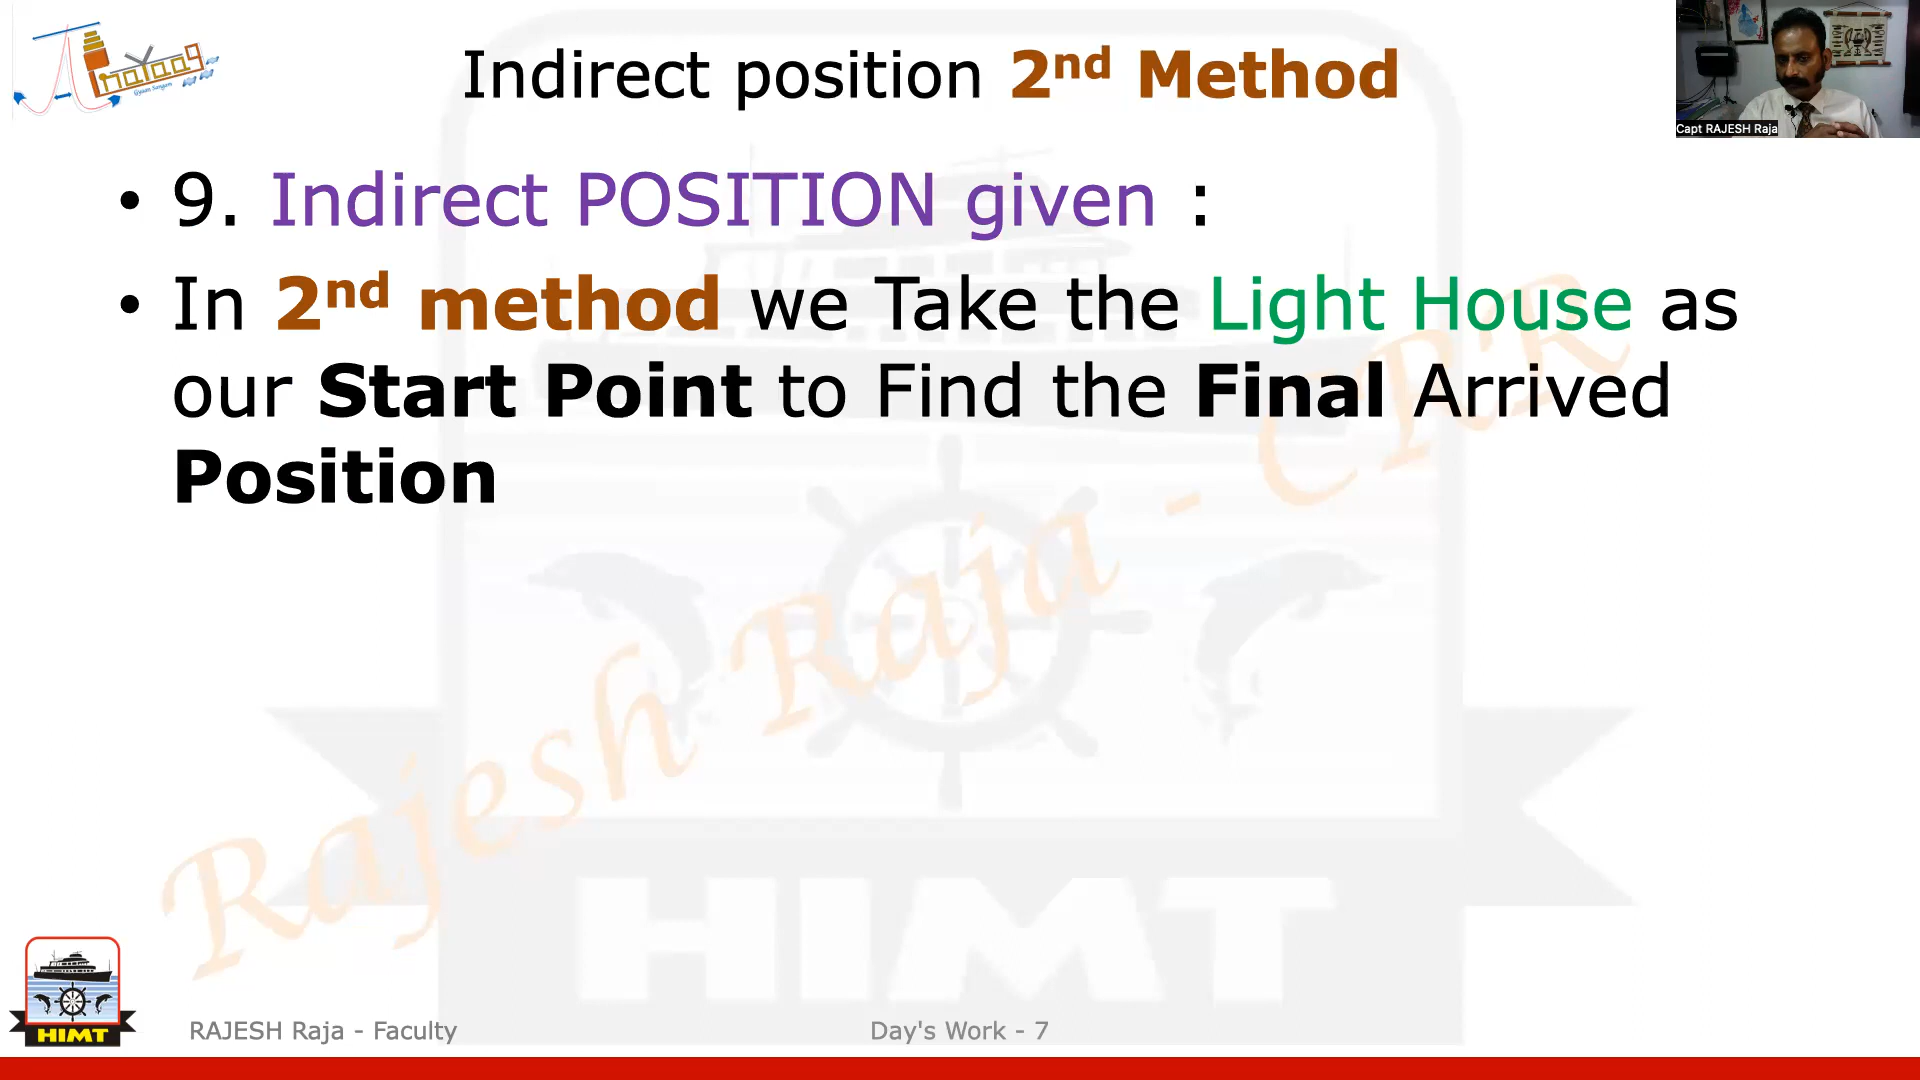 Indirect position 2nd Method
Capt RAJESH Raja
• 9. Indirect POSITION given :
• In 2nd method we Take the Light House as
our Start Point to Find the Final Arrived
Position
Rajesh Raja - CP'R
HIMT
HIMT
RAJESH Raja - Faculty
Day's Work - 7